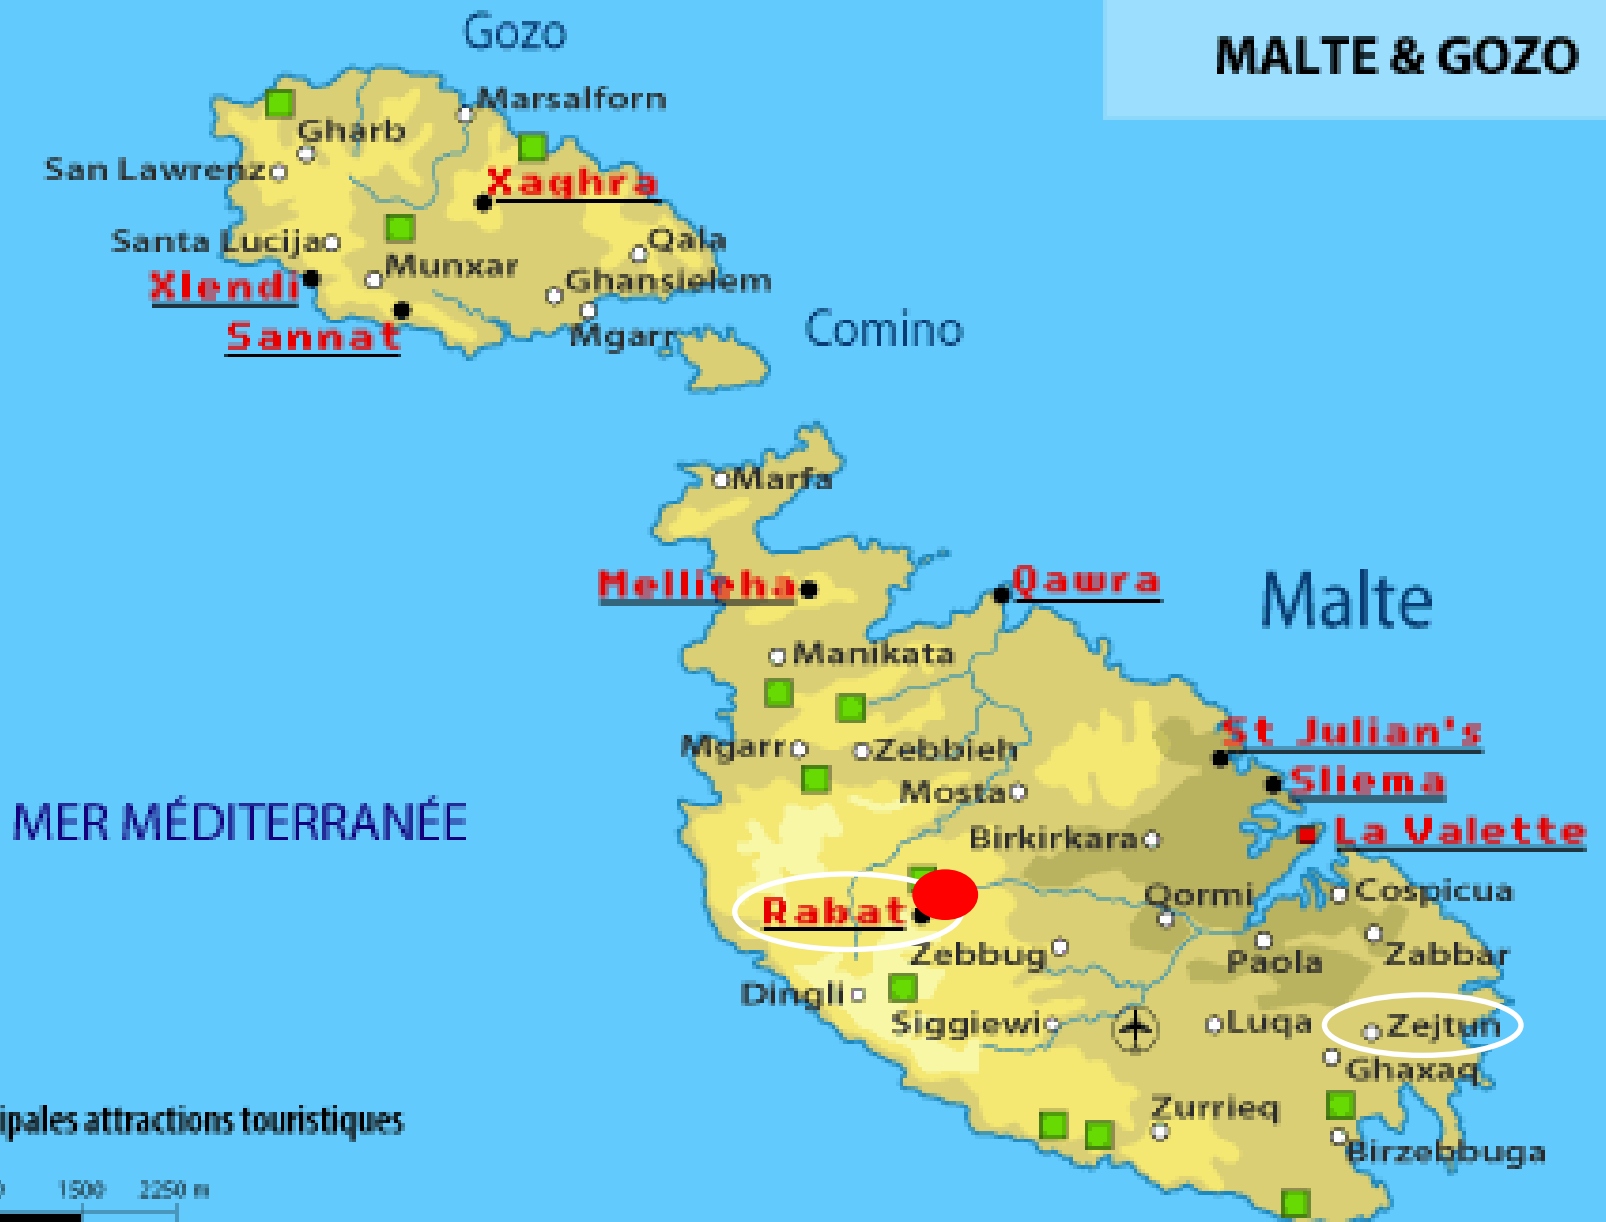 Gozo
MALTE & GOZO
Marsalforn
Gharb
San Lawrenz
Xaghra
Santa Lucija
Qala
Munxar
Xlendi
Ghansielem
Sannat
Mgarr
Comino
Marfa
Mellieha
Qawra
Malte
Manikata
St Julian's
Mgarr
Zebbieh
Sliema
Mosta
MER MÉDITERRANÉE
Birkirkara
La Valette
Qormi
Cospicua
Rabat
Zebbug
Paola
Zabbar
Dingli
Siggiewi
Luqa
Zejtun
Ghaxaq
ipales attractions touristiques
Zurrieq
Birzebbuga
0 1500 2250 m